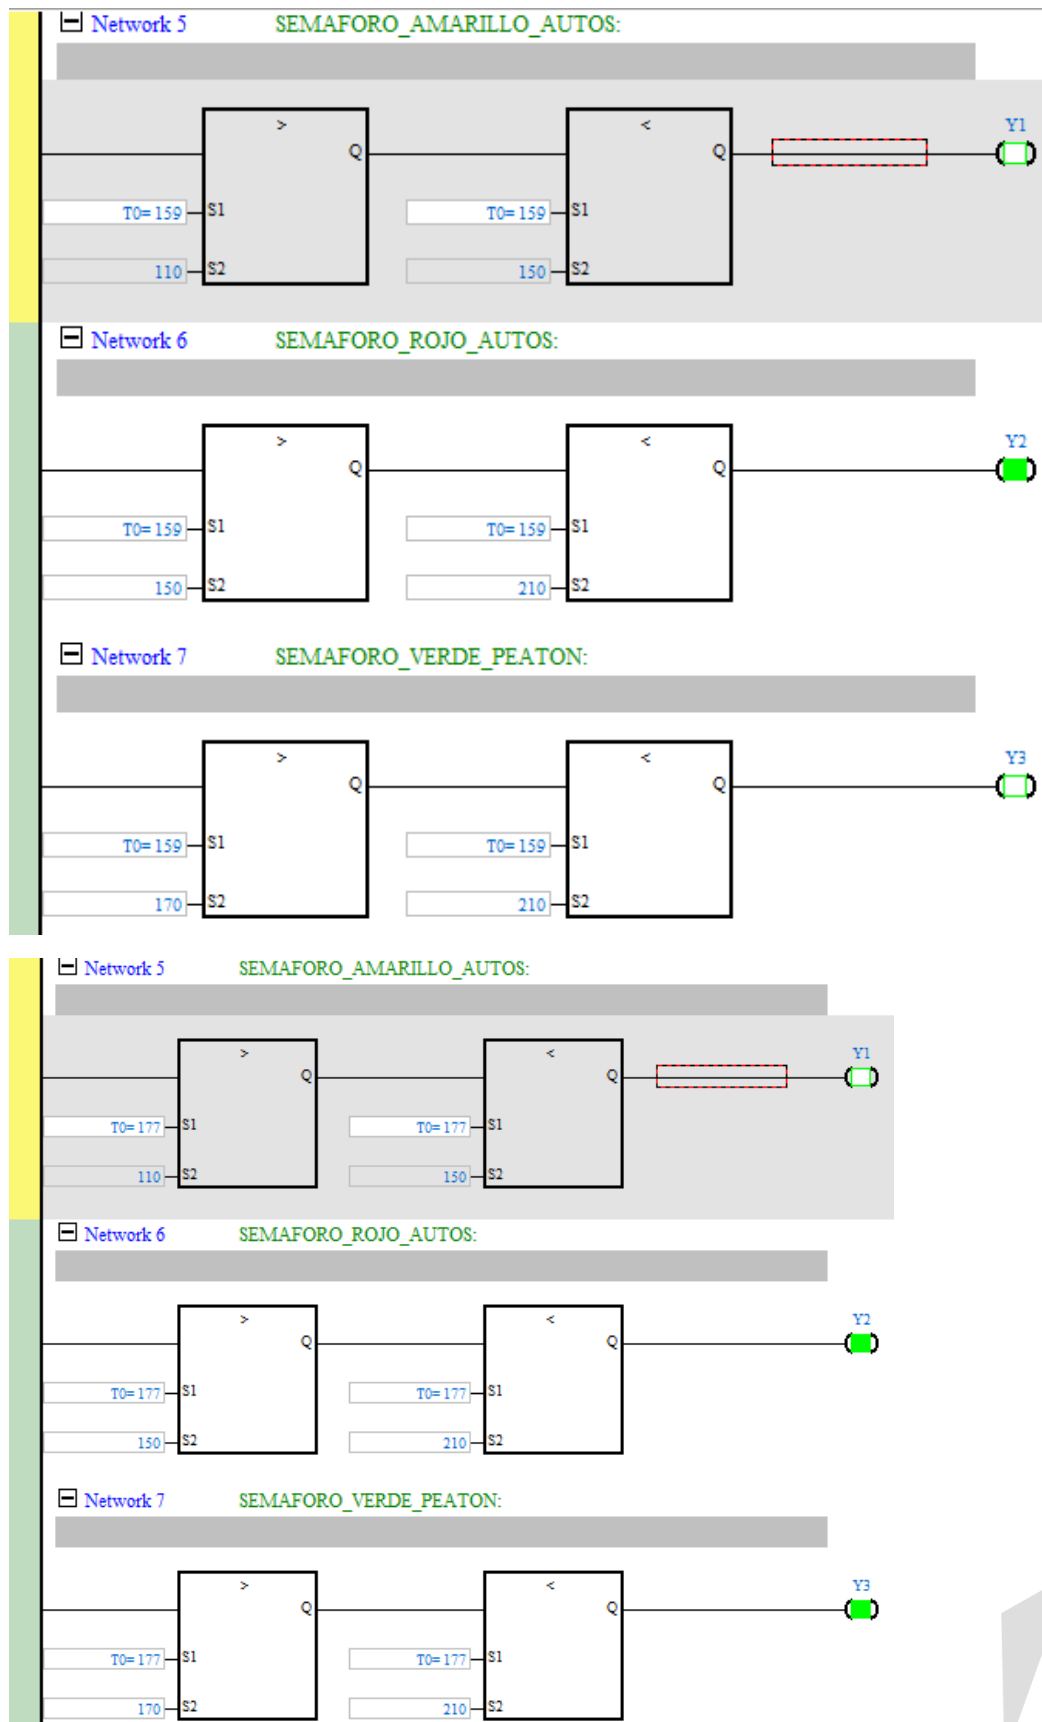 Network 5 SEMAFORO_AMARILLO_AUTOS:
> < Y1
Q Q
T0= 159 S1 T0= 159 S1
110 S2 150 S2
Network 6 SEMAFORO_ROJO_AUTOS:
> < Y2
Q Q
T0= 159 S1 T0= 159 S1
150 S2 210 S2
Network 7 SEMAFORO_VERDE_PEATON:
> < Y3
Q Q
T0= 159 S1 T0= 159 S1
170 S2 210 S2
Network 5 SEMAFORO_AMARILLO_AUTOS:
> < Y1
Q Q
T0= 177 S1 T0= 177 S1
110 S2 150 S2
Network 6 SEMAFORO_ROJO_AUTOS:
> < Y2
Q Q
T0= 177 S1 T0= 177 S1
150 S2 210 S2
Network 7 SEMAFORO_VERDE_PEATON:
> < Y3
Q Q
T0= 177 S1 T0= 177 S1
170 S2 210 S2